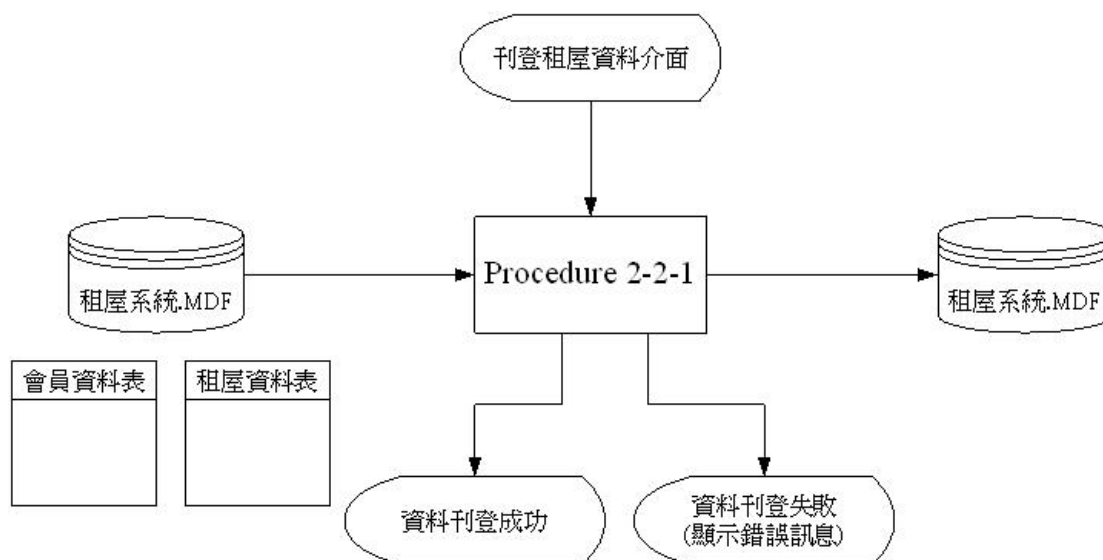 刊登租屋資料介面
租屋系統.MDF
Procedure 2-2-1
租屋系統.MDF
會員資料表
租屋資料表
資料刊登成功
資料刊登失敗
(顯示錯誤訊息)